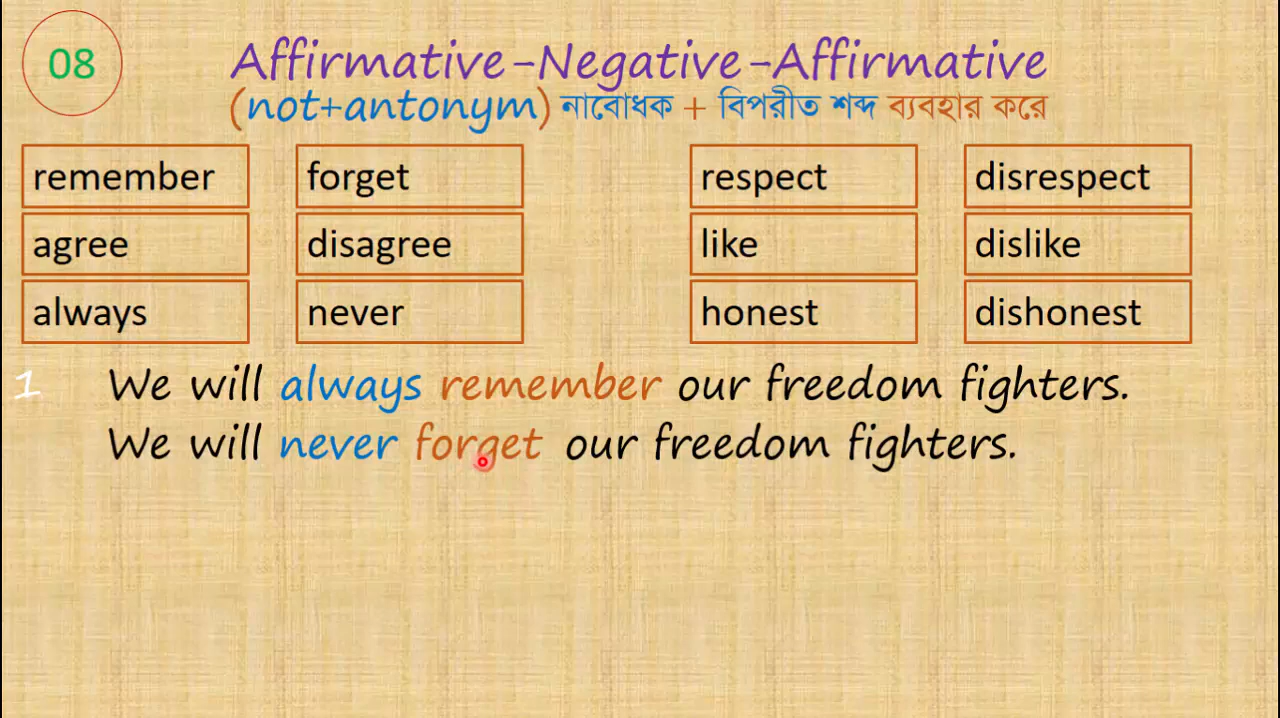 08
Affirmative-Negative-Affirmative
(not+antonym) নাবোধক + বিপরীত শব্দ ব্যবহার করে
remember forget respect disrespect
agree disagree like dislike
always never honest dishonest
1 We will always remember our freedom fighters.
We will never forget our freedom fighters.